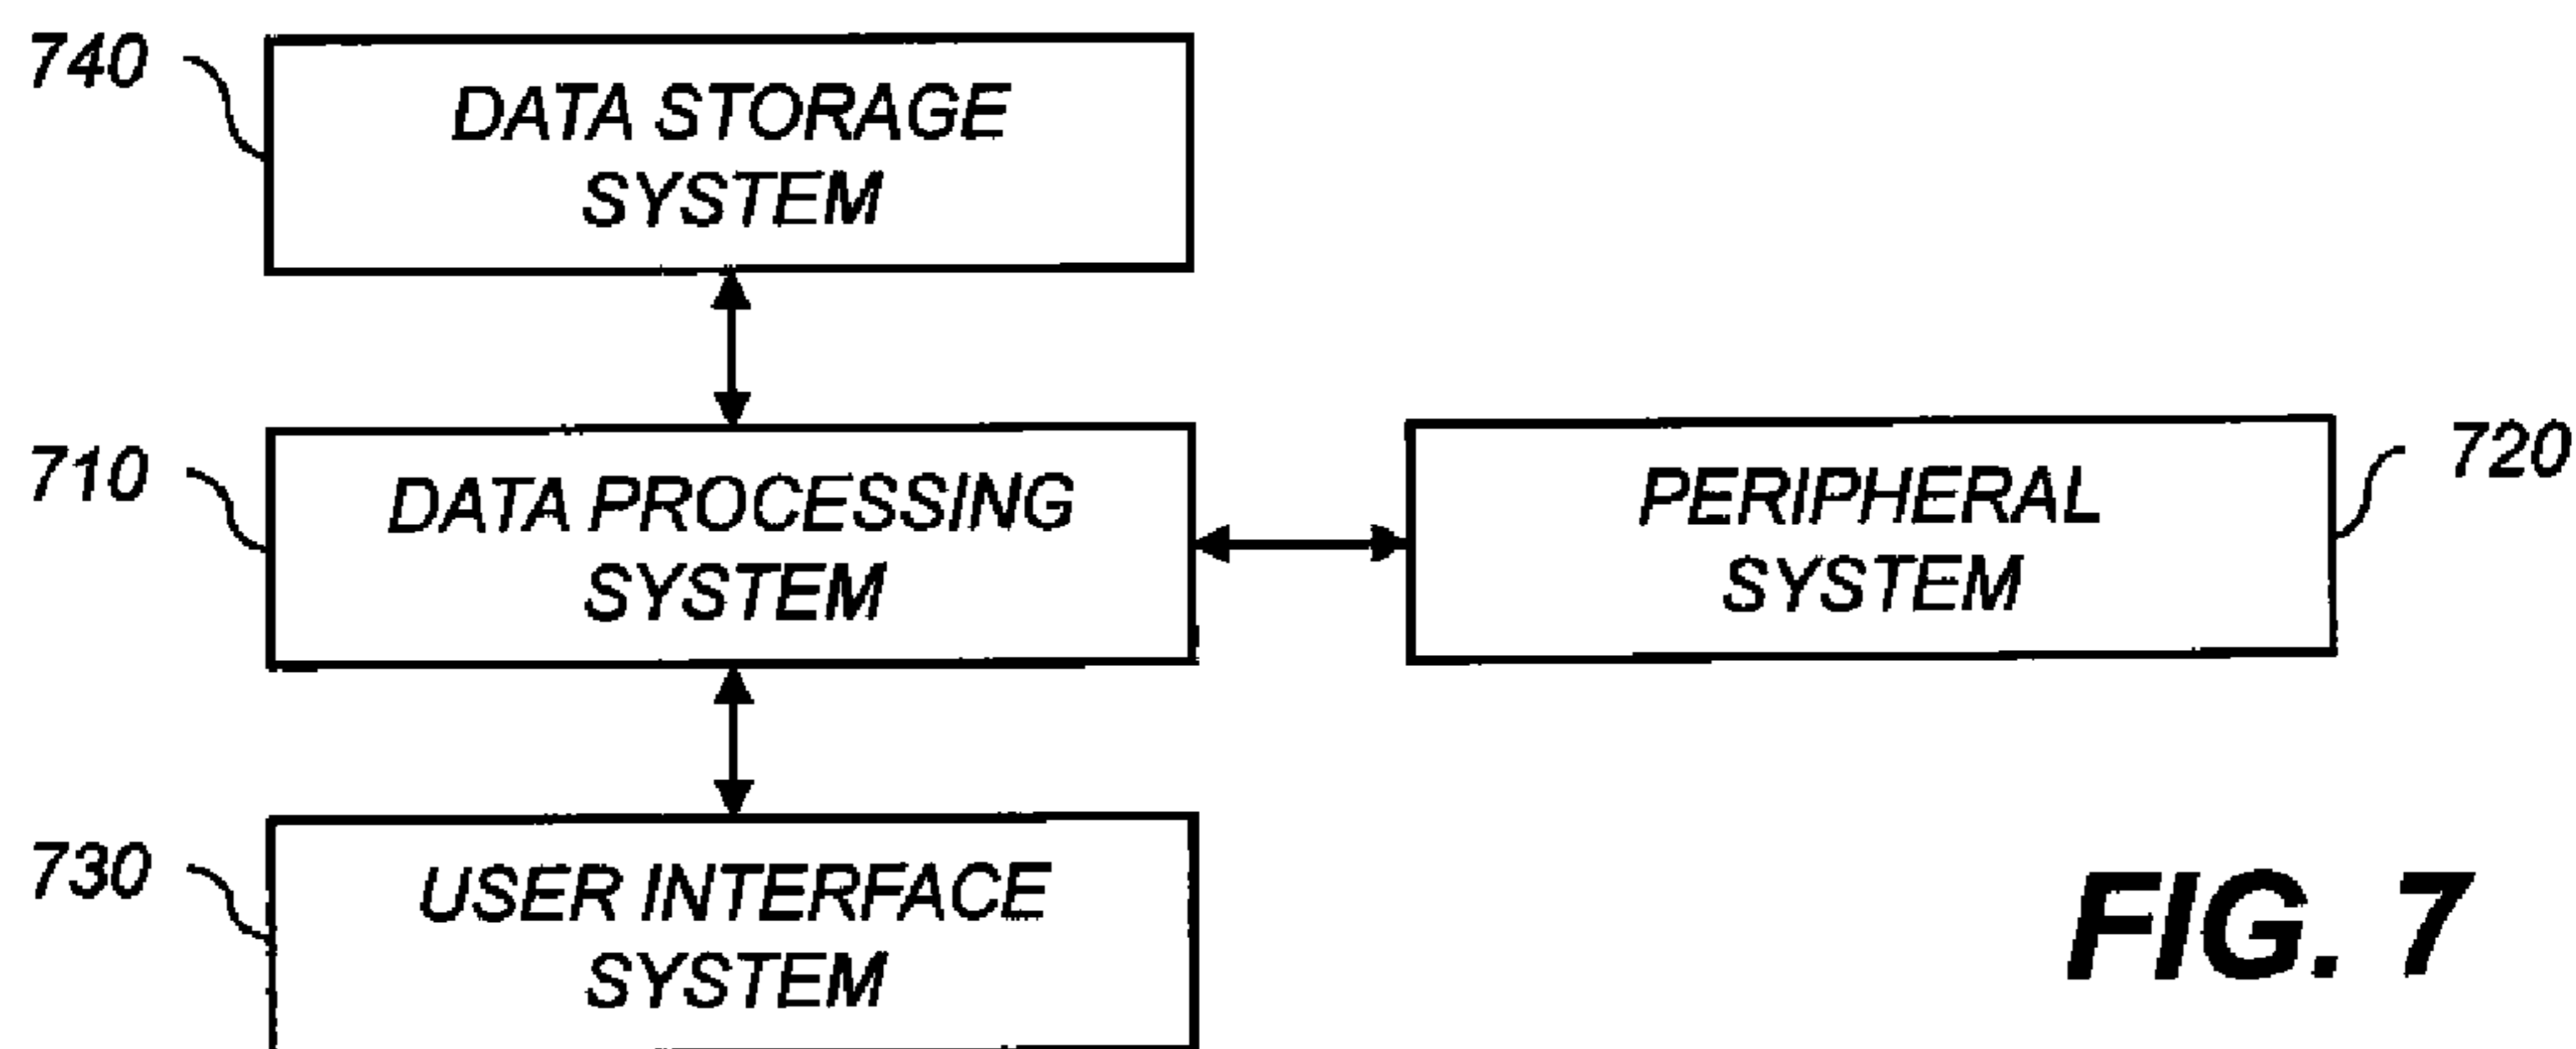 740
DATA STORAGE
SYSTEM
710
DATA PROCESSING
SYSTEM
PERIPHERAL
SYSTEM
720
730
USER INTERFACE
SYSTEM
FIG. 7